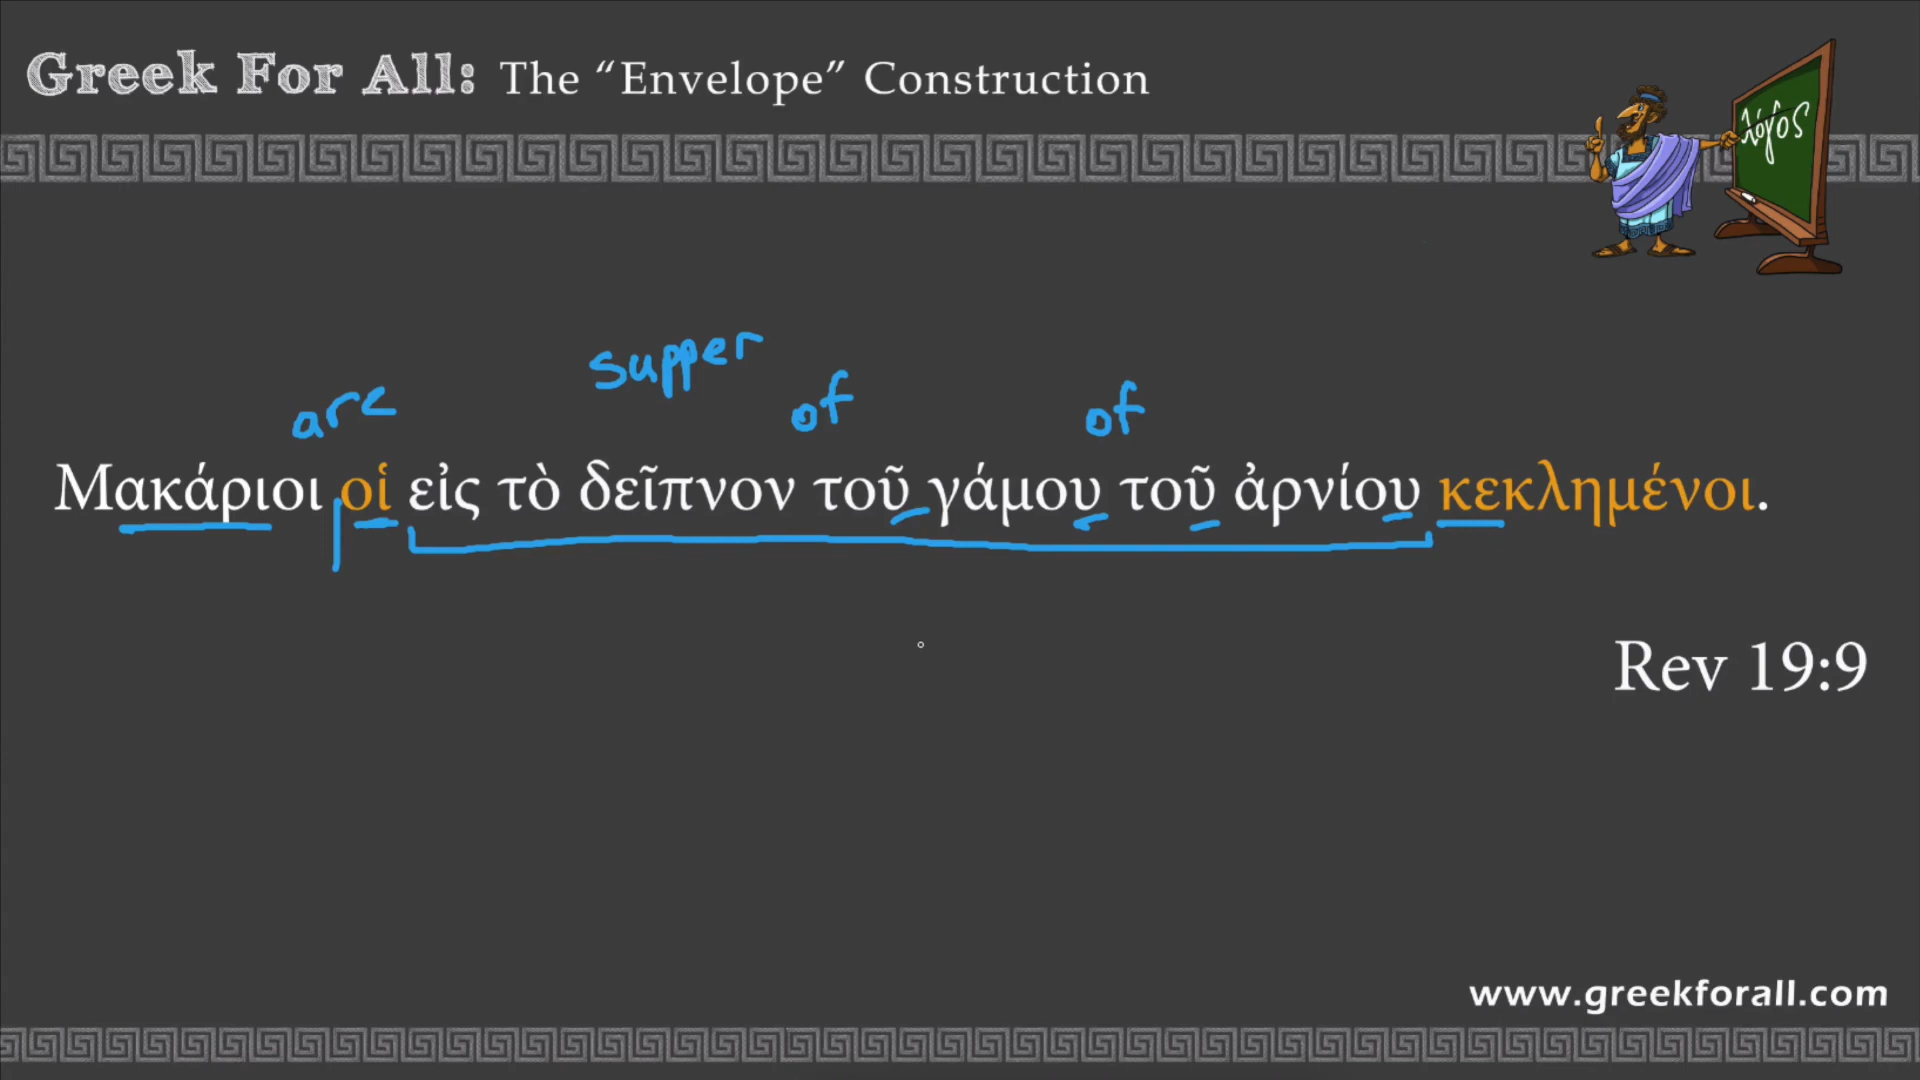 Greek For All: The “Envelope” Construction
λόγος
supper
are of of
Μακάριοι οἱ εἰς τὸ δεῖπνον τοῦ γάμου τοῦ ἀρνίου κεκλημένοι.
Rev 19:9
www.greekforall.com